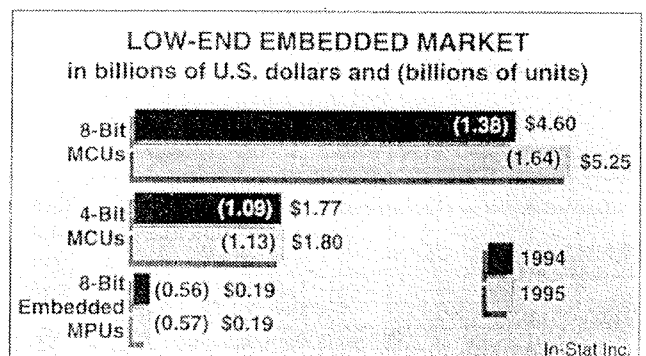 LOW-END EMBEDDED MARKET
in billions of U.S. dollars and (billions of units)
8-Bit MCUs
(1.38) $4.60
(1.64) $5.25
4-Bit MCUs
(1.09) $1.77
(1.13) $1.80
8-Bit Embedded MPUs
(0.56) $0.19
(0.57) $0.19
1994
1995
In-Stat Inc.